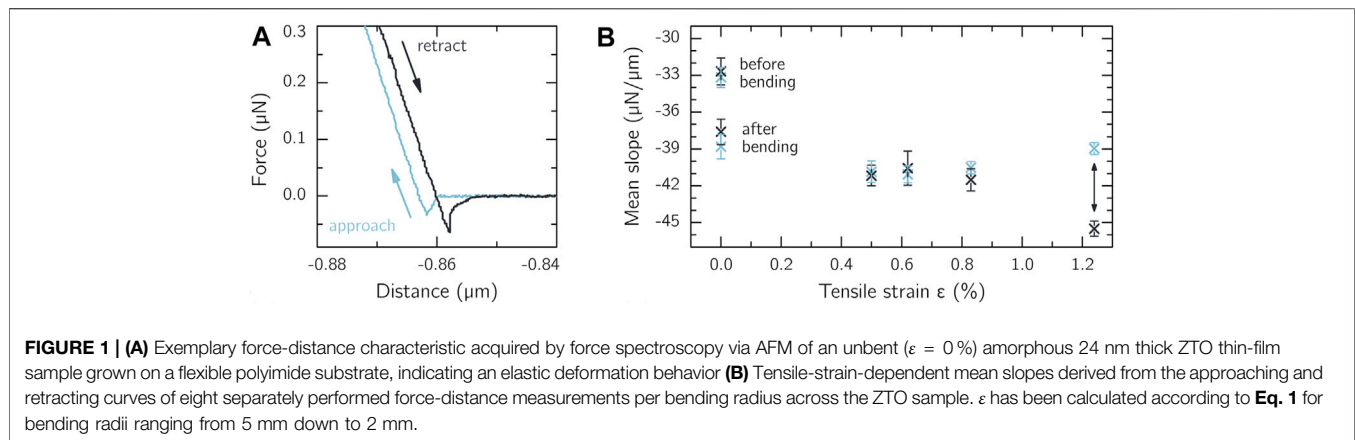 A
0.3
0.2
0.1
0.0
Force (µN)
retract
approach
-0.88
-0.86
-0.84
Distance (µm)
B
-30
-33
-36
-39
-42
-45
Mean slope (µN/µm)
before
bending
after
bending
0.0
0.2
0.4
0.6
0.8
1.0
1.2
Tensile strain ε (%)
FIGURE 1 | (A) Exemplary force-distance characteristic acquired by force spectroscopy via AFM of an unbent (ε = 0 %) amorphous 24 nm thick ZTO thin-film
sample grown on a flexible polyimide substrate, indicating an elastic deformation behavior (B) Tensile-strain-dependent mean slopes derived from the approaching and
retracting curves of eight separately performed force-distance measurements per bending radius across the ZTO sample. ε has been calculated according to Eq. 1 for
bending radii ranging from 5 mm down to 2 mm.